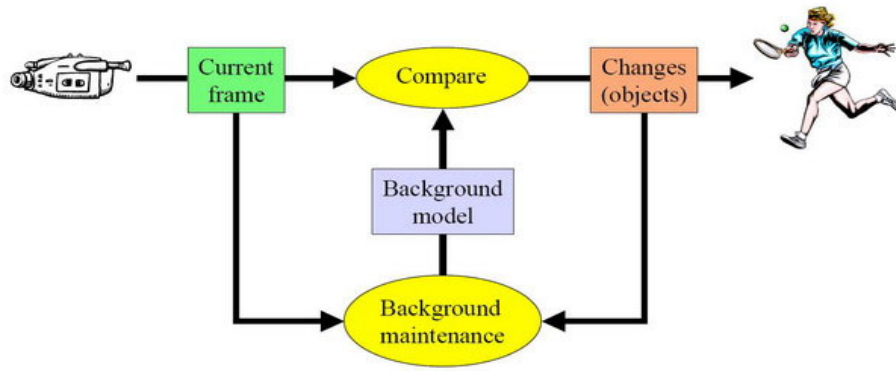 Current
frame
Compare
Changes
(objects)
Background
model
Background
maintenance